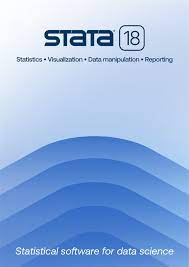 STATA 18
Statistics • Visualization • Data manipulation • Reporting
Statistical software for data science